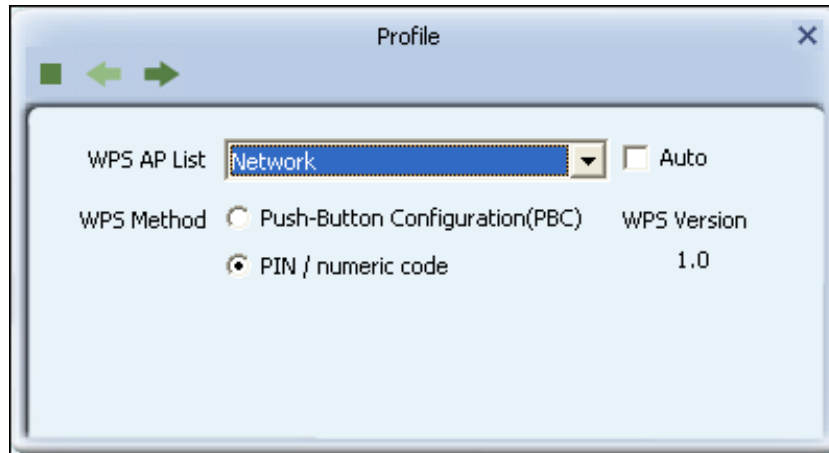 Profile
WPS AP List Network Auto
WPS Method Push-Button Configuration(PBC) WPS Version
PIN / numeric code 1.0